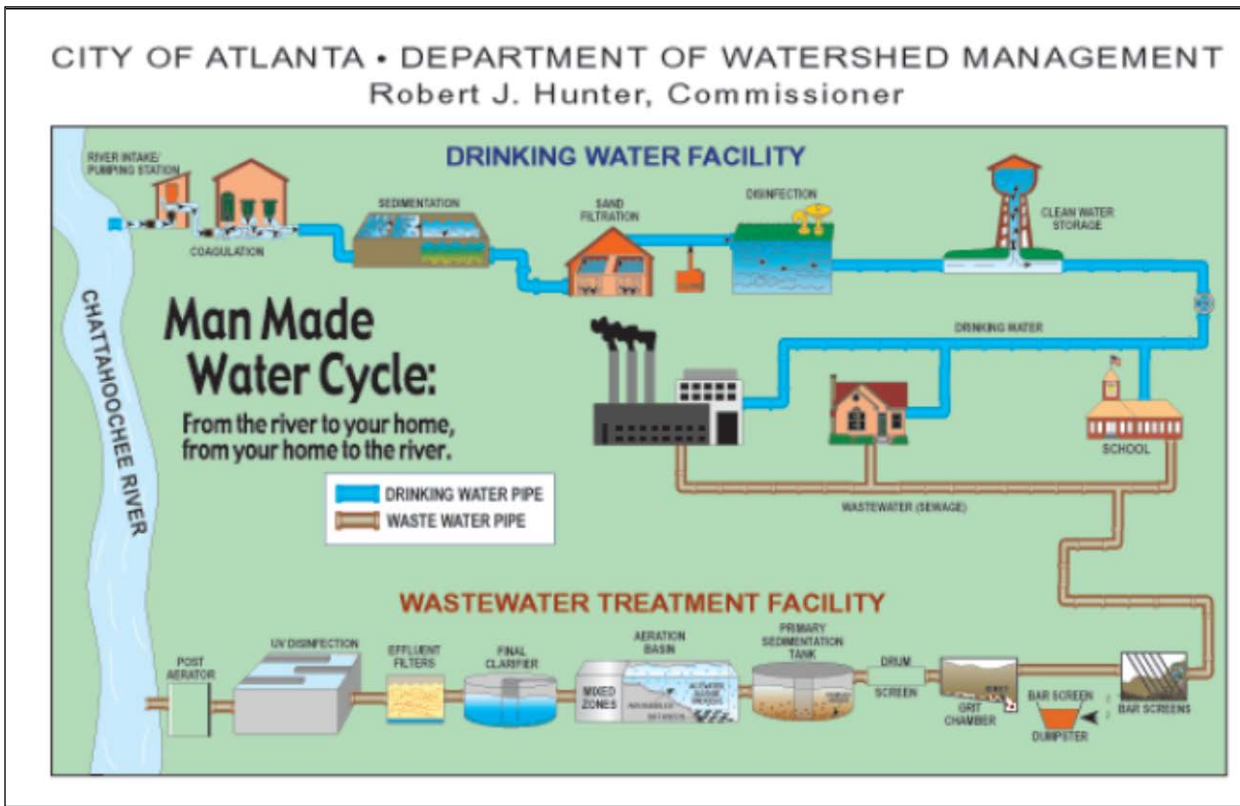 CITY OF ATLANTA • DEPARTMENT OF WATERSHED MANAGEMENT
Robert J. Hunter, Commissioner
DRINKING WATER FACILITY
RIVER INTAKE/
PUMPING STATION
COAGULATION
SEDIMENTATION
SAND
FILTRATION
DISINFECTION
CLEAN WATER
STORAGE
CHATTAHOOCHEE RIVER
Man Made
Water Cycle:
From the river to your home,
from your home to the river.
DRINKING WATER
SCHOOL
DRINKING WATER PIPE
WASTE WATER PIPE
WASTEWATER (SEWAGE)
WASTEWATER TREATMENT FACILITY
POST
AERATOR
UV DISINFECTION
EFFLUENT
FILTERS
FINAL
CLARIFIER
AERATION
BASIN
MIXED
ZONES
PRIMARY
SEDIMENTATION
TANK
DRUM
SCREEN
GRIT
CHAMBER
BAR SCREEN
DUMPSTER
BAR SCREENS